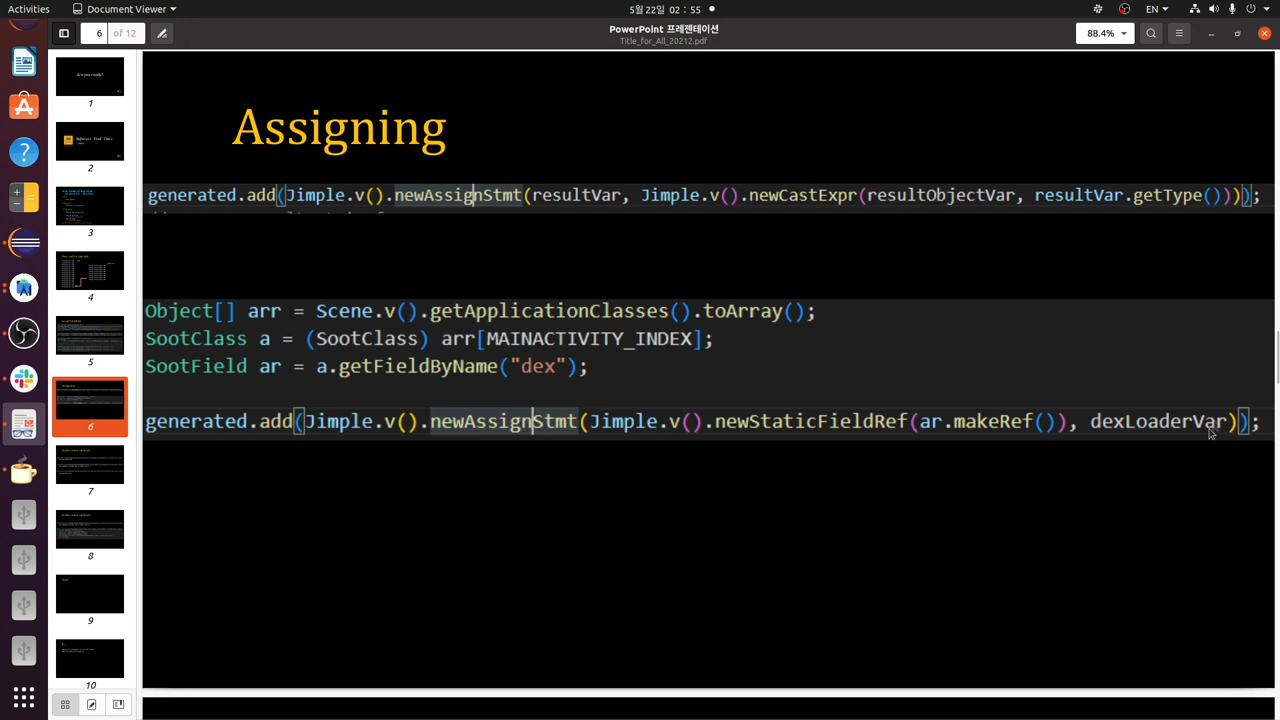 Activities
Document Viewer
5월 22일 02 : 55
EN
6
of 12
PowerPoint 프레젠테이션
Title_for_All_20212.pdf
88.4%
Are you ready?
1
2
3
4
5
6
7
8
9
10
Assigning
generated.add(Jimple.v().newAssignStmt(resultVar, Jimple.v().newCastExpr(resultObjectVar, resultVar.getType())));
Object[] arr = Scene.v().getApplicationClasses().toArray();
SootClass a = (SootClass) arr[MAINACTIVITY_INDEX];
SootField ar = a.getFieldByName("dex");
generated.add(Jimple.v().newAssignStmt(Jimple.v().newStaticFieldRef(ar.makeRef()), dexLoaderVar));